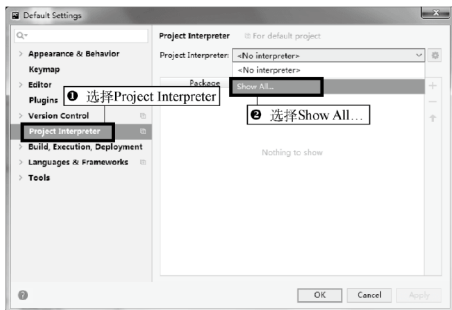 Default Settings
Project Interpreter
For default project
Appearance & Behavior
Keymap
Editor
Plugins
Version Control
Project Interpreter
Build, Execution, Deployment
Languages & Frameworks
Tools
Project Interpreter:
<No interpreter>
<No interpreter>
Show All...
Package
❶ 选择Project Interpreter
❷ 选择Show All…
Nothing to show
OK
Cancel
Apply